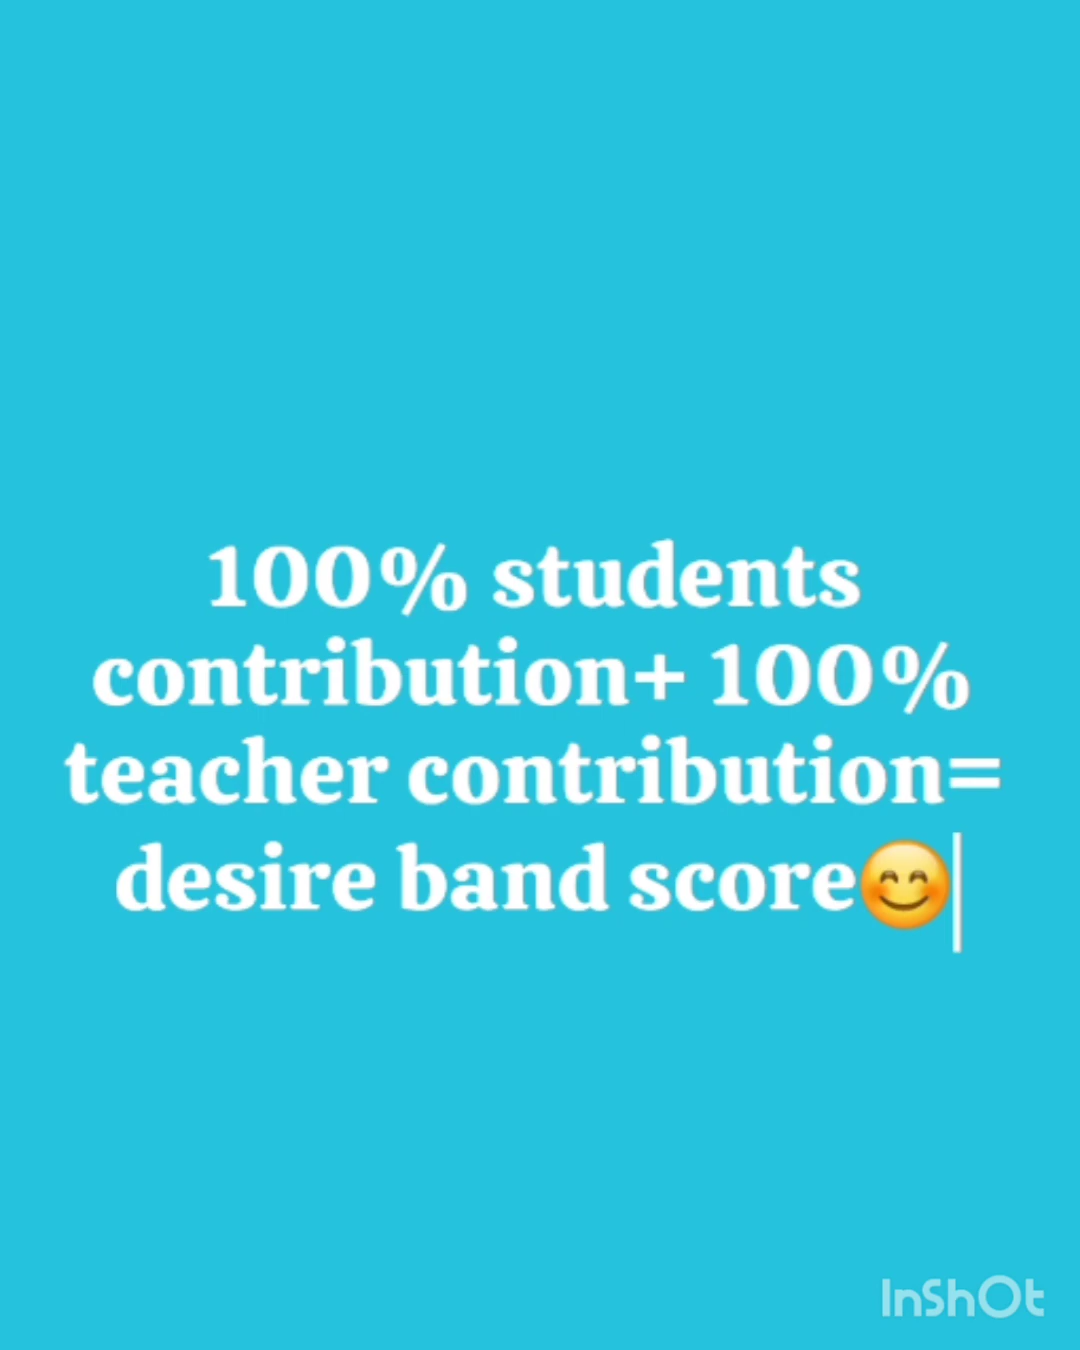 100% students
contribution+ 100%
teacher contribution=
desire band score😊
InShOt